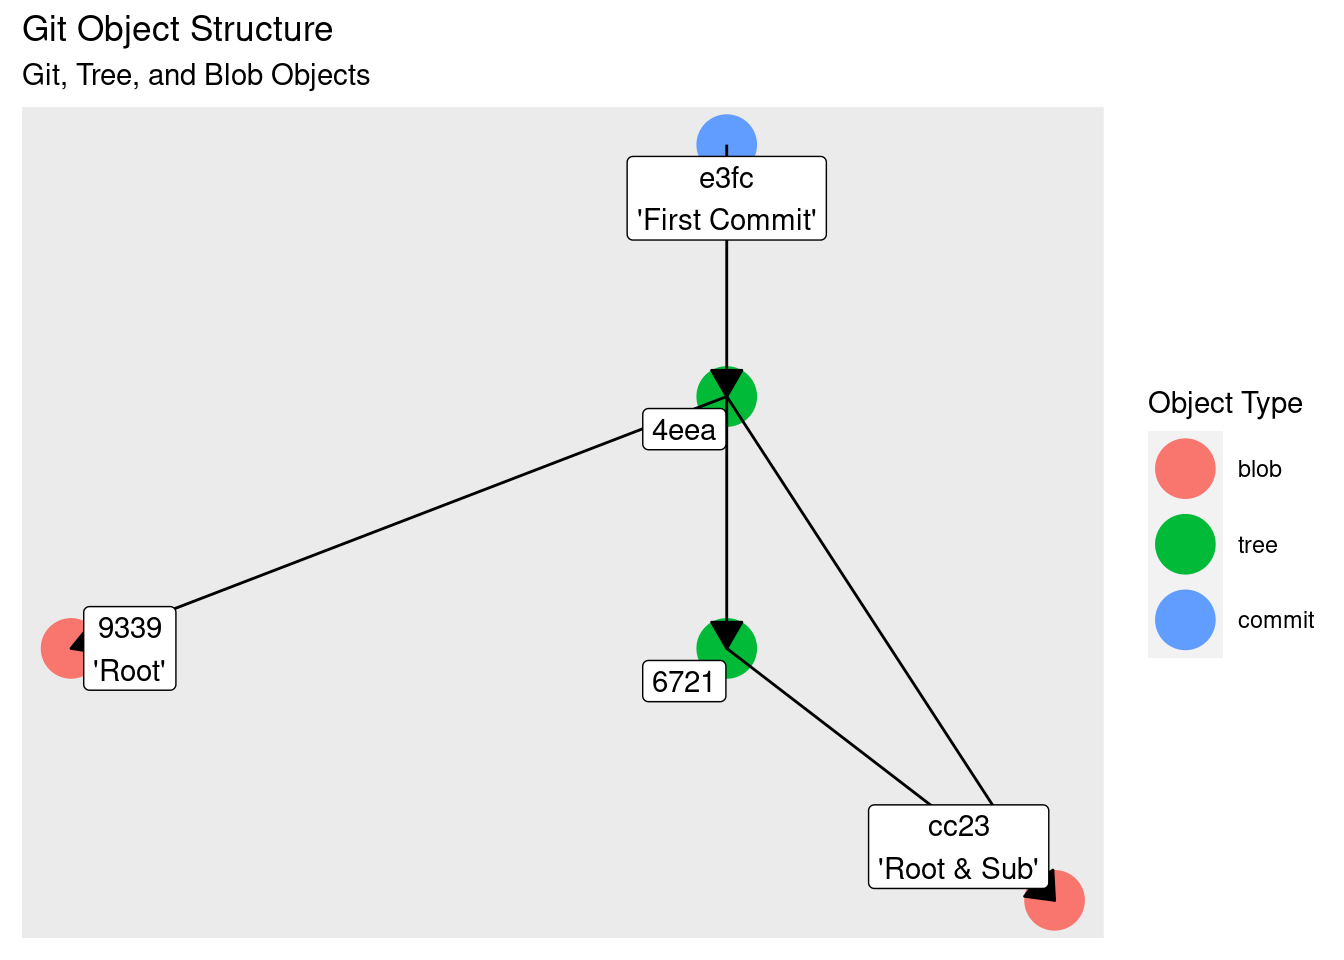 Git Object Structure
Git, Tree, and Blob Objects
e3fc
'First Commit'
4eea
9339
'Root'
6721
cc23
'Root & Sub'
Object Type
blob
tree
commit